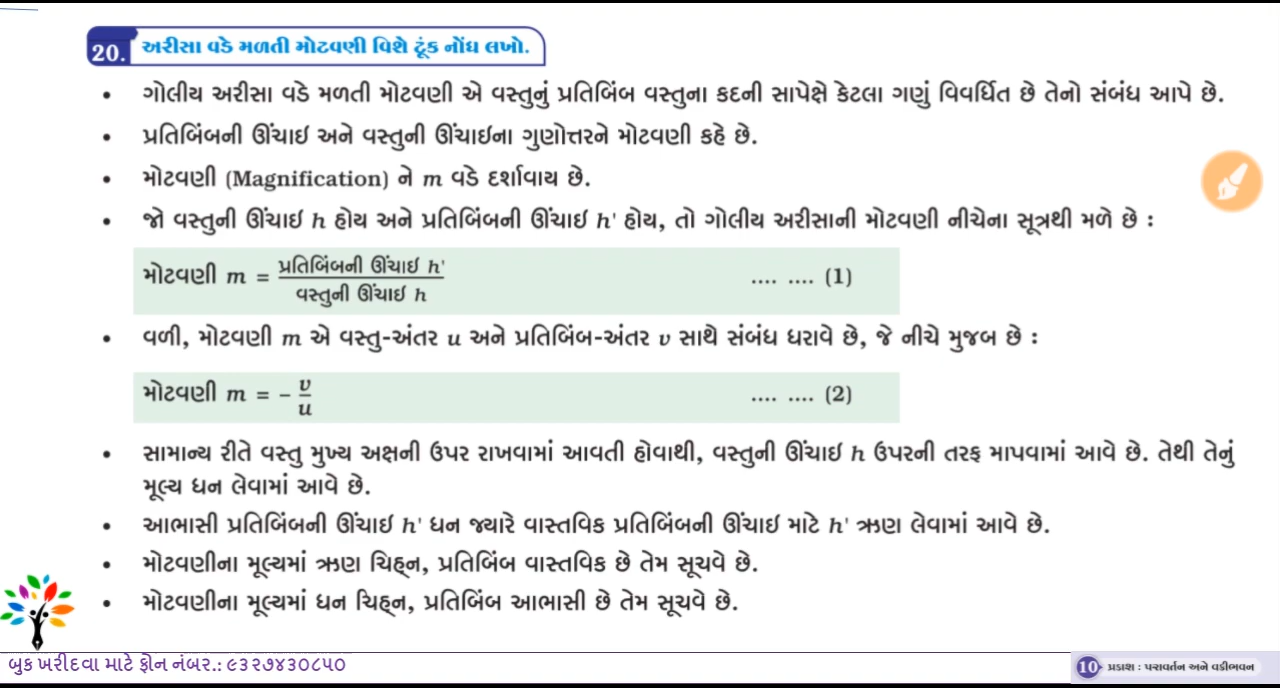 20. અરીસા વડે મળતી મોટવણી વિશે ટૂંક નોંધ લખો.
• ગોલીય અરીસા વડે મળતી મોટવણી એ વસ્તુનું પ્રતિબિંબ વસ્તુના કદની સાપેક્ષે કેટલા ગણું વિવર્ધિત છે તેનો સંબંધ આપે છે.
• પ્રતિબિંબની ઊંચાઈ અને વસ્તુની ઊંચાઈના ગુણોત્તરને મોટવણી કહે છે.
• મોટવણી (Magnification) ને m વડે દર્શાવાય છે.
• જો વસ્તુની ઊંચાઈ h હોય અને પ્રતિબિંબની ઊંચાઈ h' હોય, તો ગોલીય અરીસાની મોટવણી નીચેના સૂત્રથી મળે છે :
મોટવણી m = પ્રતિબિંબની ઊંચાઈ h' / વસ્તુની ઊંચાઈ h .... .... (1)
• વળી, મોટવણી m એ વસ્તુ-અંતર u અને પ્રતિબિંબ-અંતર v સાથે સંબંધ ધરાવે છે, જે નીચે મુજબ છે :
મોટવણી m = – v / u .... .... (2)
• સામાન્ય રીતે વસ્તુ મુખ્ય અક્ષની ઉપર રાખવામાં આવતી હોવાથી, વસ્તુની ઊંચાઈ h ઉપરની તરફ માપવામાં આવે છે. તેથી તેનું
મૂલ્ય ધન લેવામાં આવે છે.
• આભાસી પ્રતિબિંબની ઊંચાઈ h' ધન જ્યારે વાસ્તવિક પ્રતિબિંબની ઊંચાઈ માટે h' ઋણ લેવામાં આવે છે.
• મોટવણીના મૂલ્યમાં ઋણ ચિહ્ન, પ્રતિબિંબ વાસ્તવિક છે તેમ સૂચવે છે.
• મોટવણીના મૂલ્યમાં ધન ચિહ્ન, પ્રતિબિંબ આભાસી છે તેમ સૂચવે છે.
બુક ખરીદવા માટે ફોન નંબર.: ૯૩૨૭૪૩૦૮૫૦
10 પ્રકાશ : પરાવર્તન અને વક્રીભવન